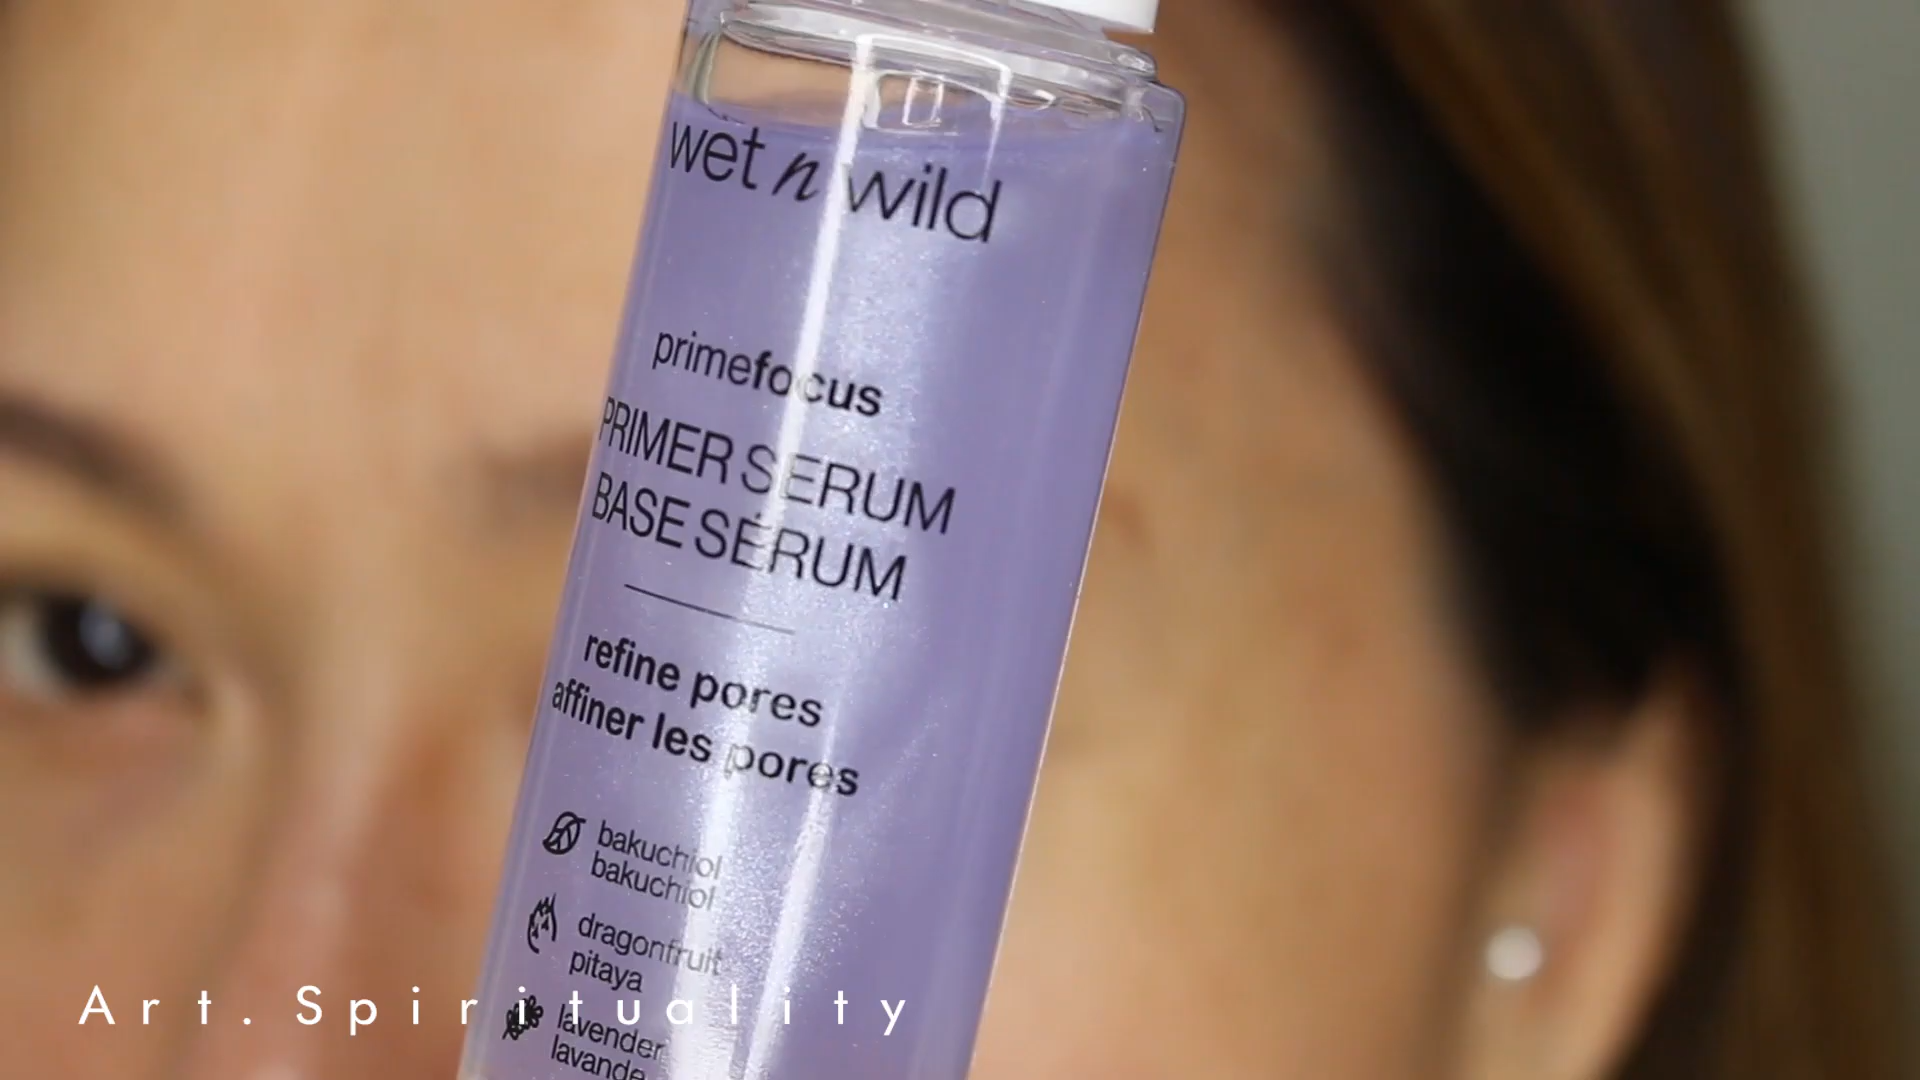 wet n wild
primefocus
PRIMER SERUM
BASE SÉRUM
refine pores
affiner les pores
bakuchiol
bakuchiol
dragonfruit
pitaya
lavender
lavande
Art.Spirituality